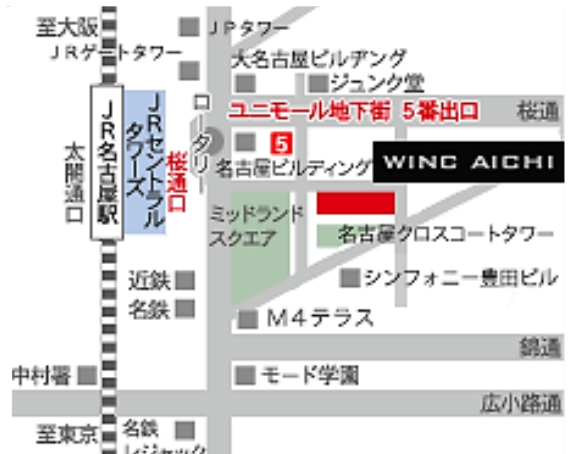 至大阪
JPタワー
JRゲートタワー
大名古屋ビルヂング
ジュンク堂
ユニモール地下街 5番出口
桜通
ロータリー
JRセントラル
タワーズ
JR名古屋駅
太閤通口
桜通口
5
名古屋ビルディング
WINC AICHI
ミッドランド
スクエア
名古屋クロスコートタワー
近鉄
シンフォニー豊田ビル
名鉄
M4テラス
錦通
中村署
モード学園
広小路通
至東京
名鉄
レジャック